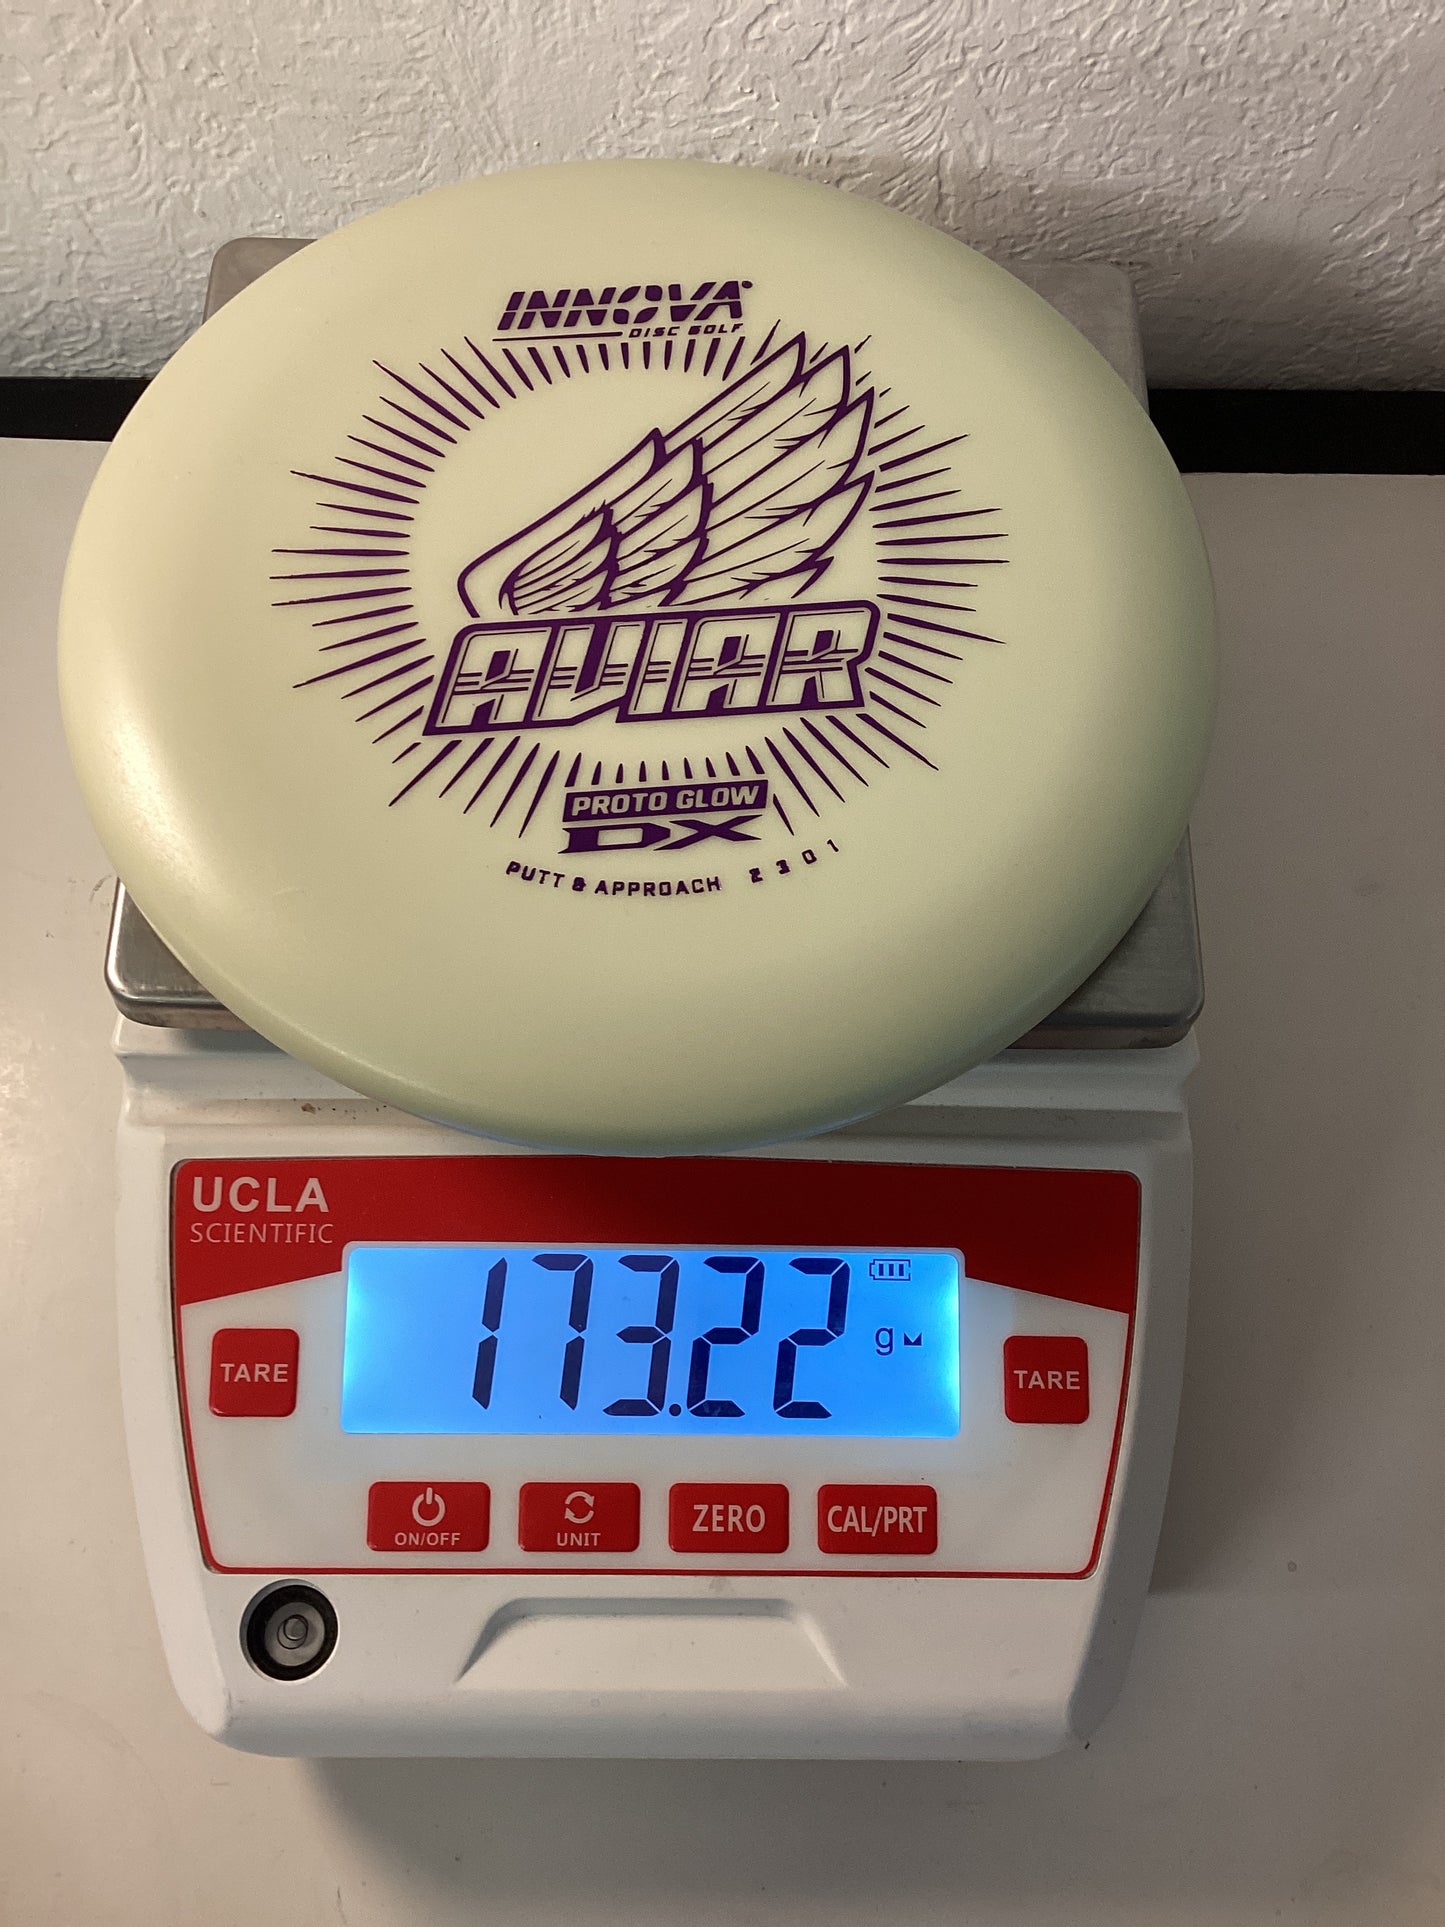 INNOVA
DISC GOLF
AVIAR
PROTO GLOW
DX
PUTT & APPROACH 2 3 0 1
UCLA
SCIENTIFIC
173.22 g
TARE
TARE
ON/OFF
UNIT
ZERO
CAL/PRT